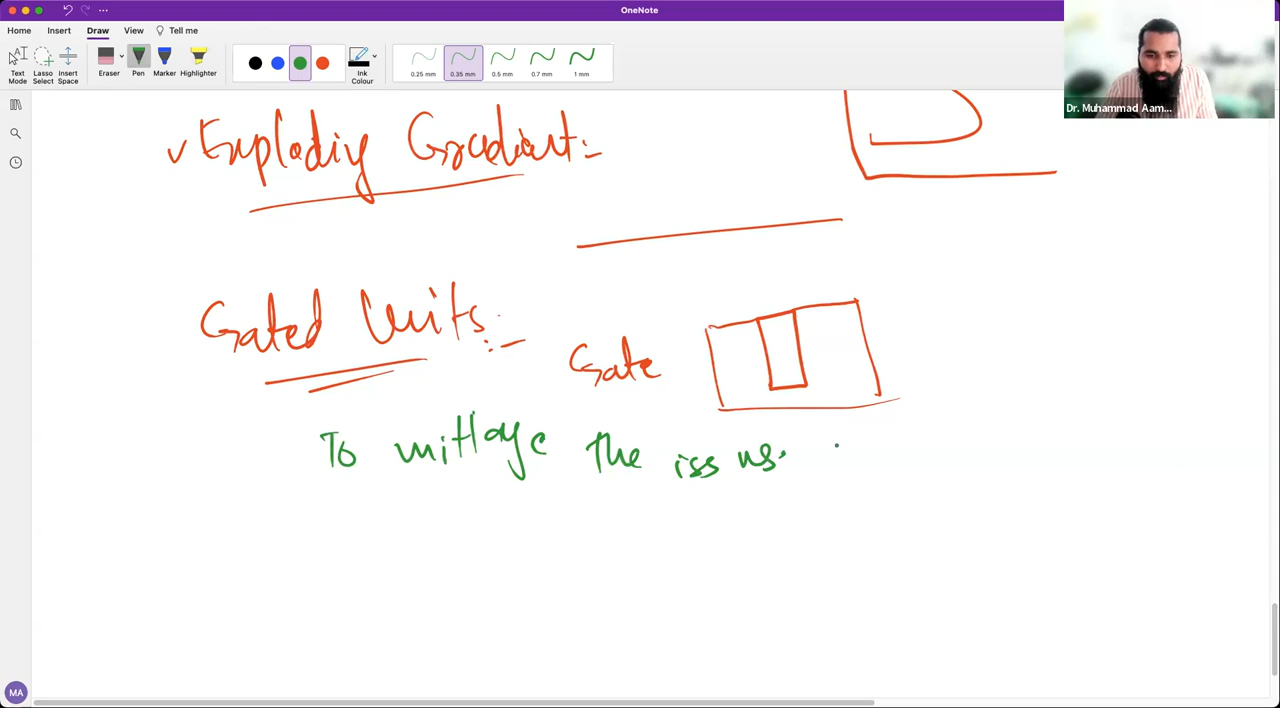 OneNote
Home Insert Draw View Tell me
Text Mode
Lasso Select
Insert Space
Eraser
Pen
Marker
Highlighter
Ink Colour
0.25 mm
0.35 mm
0.5 mm
0.7 mm
1 mm
Dr. Muhammad Aam...
Exploding Gradient:-
Gated Units:-
Gate
To mittage the issus.
MA